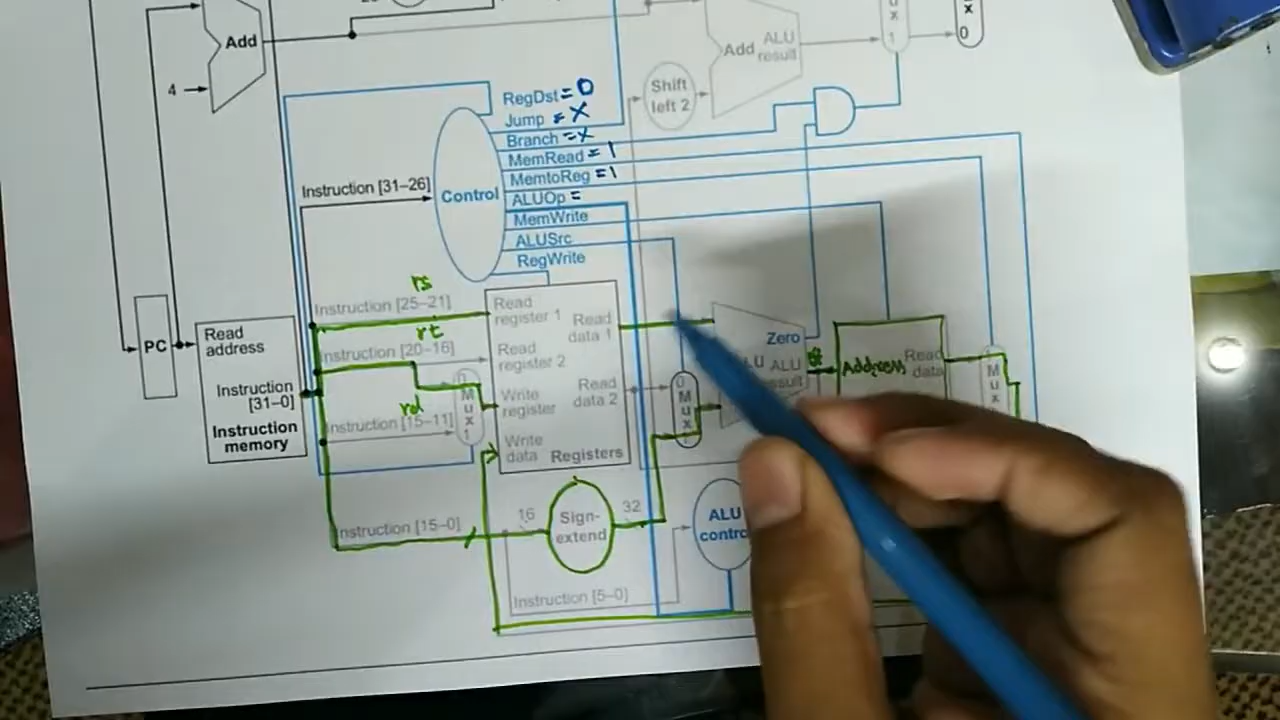 Add
4
Add ALU result
Shift left 2
u
x
1
x
0
RegDst = 0
Jump = X
Branch = X
MemRead = 1
MemtoReg = 1
ALUOp =
MemWrite
ALUSrc
RegWrite
Control
Instruction [31–26]
rs
Instruction [25–21]
rt
Instruction [20–16]
rd
Instruction [15–11]
Instruction [15–0]
Instruction [5–0]
PC
Read address
Instruction [31–0]
Instruction memory
0
M
u
x
1
Read register 1
Read register 2
Write register
Write data
Read data 1
Read data 2
Registers
16
Sign-extend
32
0
M
u
x
Zero
ALU
Address
Read data
M
u
x
ALU